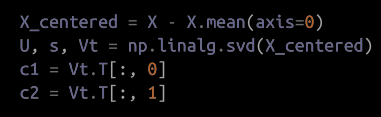 X_centered = X - X.mean(axis=0)
U, s, Vt = np.linalg.svd(X_centered)
c1 = Vt.T[:, 0]
c2 = Vt.T[:, 1]